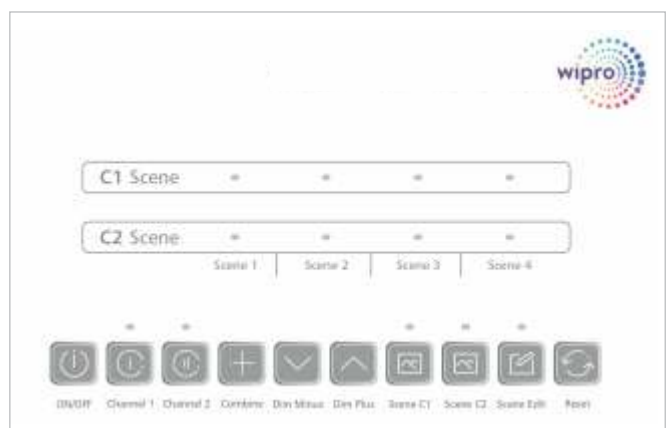 wipro
C1 Scene
C2 Scene
Scene 1 Scene 2 Scene 3 Scene 4
ON/OFF Channel 1 Channel 2 Combine Dim Minus Dim Plus Scene C1 Scene C2 Scene Edit Reset